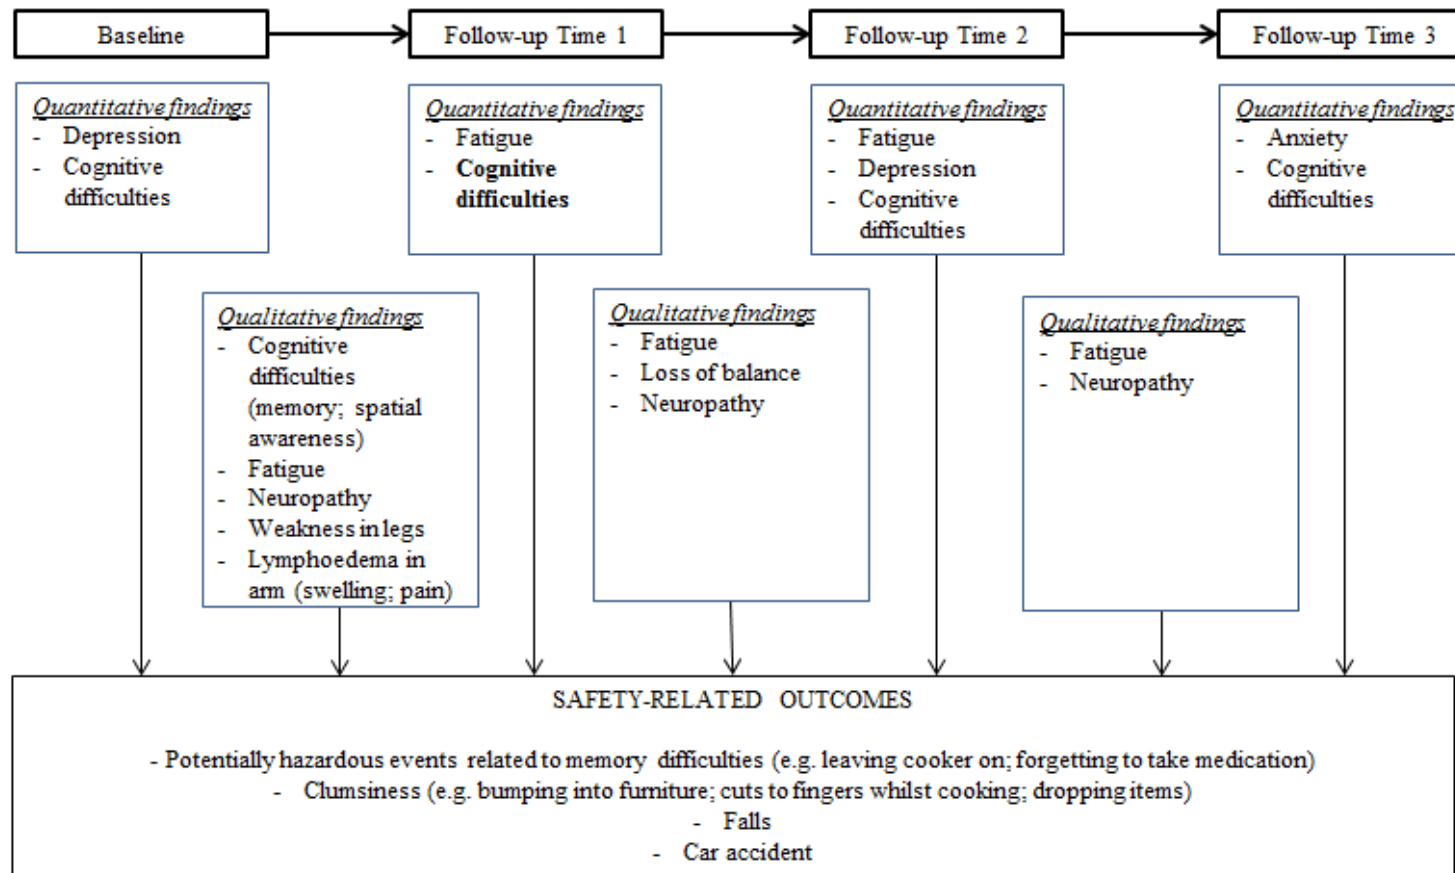 Baseline
Follow-up Time 1
Follow-up Time 2
Follow-up Time 3
Quantitative findings
- Depression
- Cognitive
difficulties
Quantitative findings
- Fatigue
- Cognitive
difficulties
Quantitative findings
- Fatigue
- Depression
- Cognitive
difficulties
Quantitative findings
- Anxiety
- Cognitive
difficulties
Qualitative findings
- Cognitive
difficulties
(memory; spatial
awareness)
- Fatigue
- Neuropathy
- Weakness in legs
- Lymphoedema in
arm (swelling; pain)
Qualitative findings
- Fatigue
- Loss of balance
- Neuropathy
Qualitative findings
- Fatigue
- Neuropathy
SAFETY-RELATED OUTCOMES
- Potentially hazardous events related to memory difficulties (e.g. leaving cooker on; forgetting to take medication)
- Clumsiness (e.g. bumping into furniture; cuts to fingers whilst cooking; dropping items)
- Falls
- Car accident